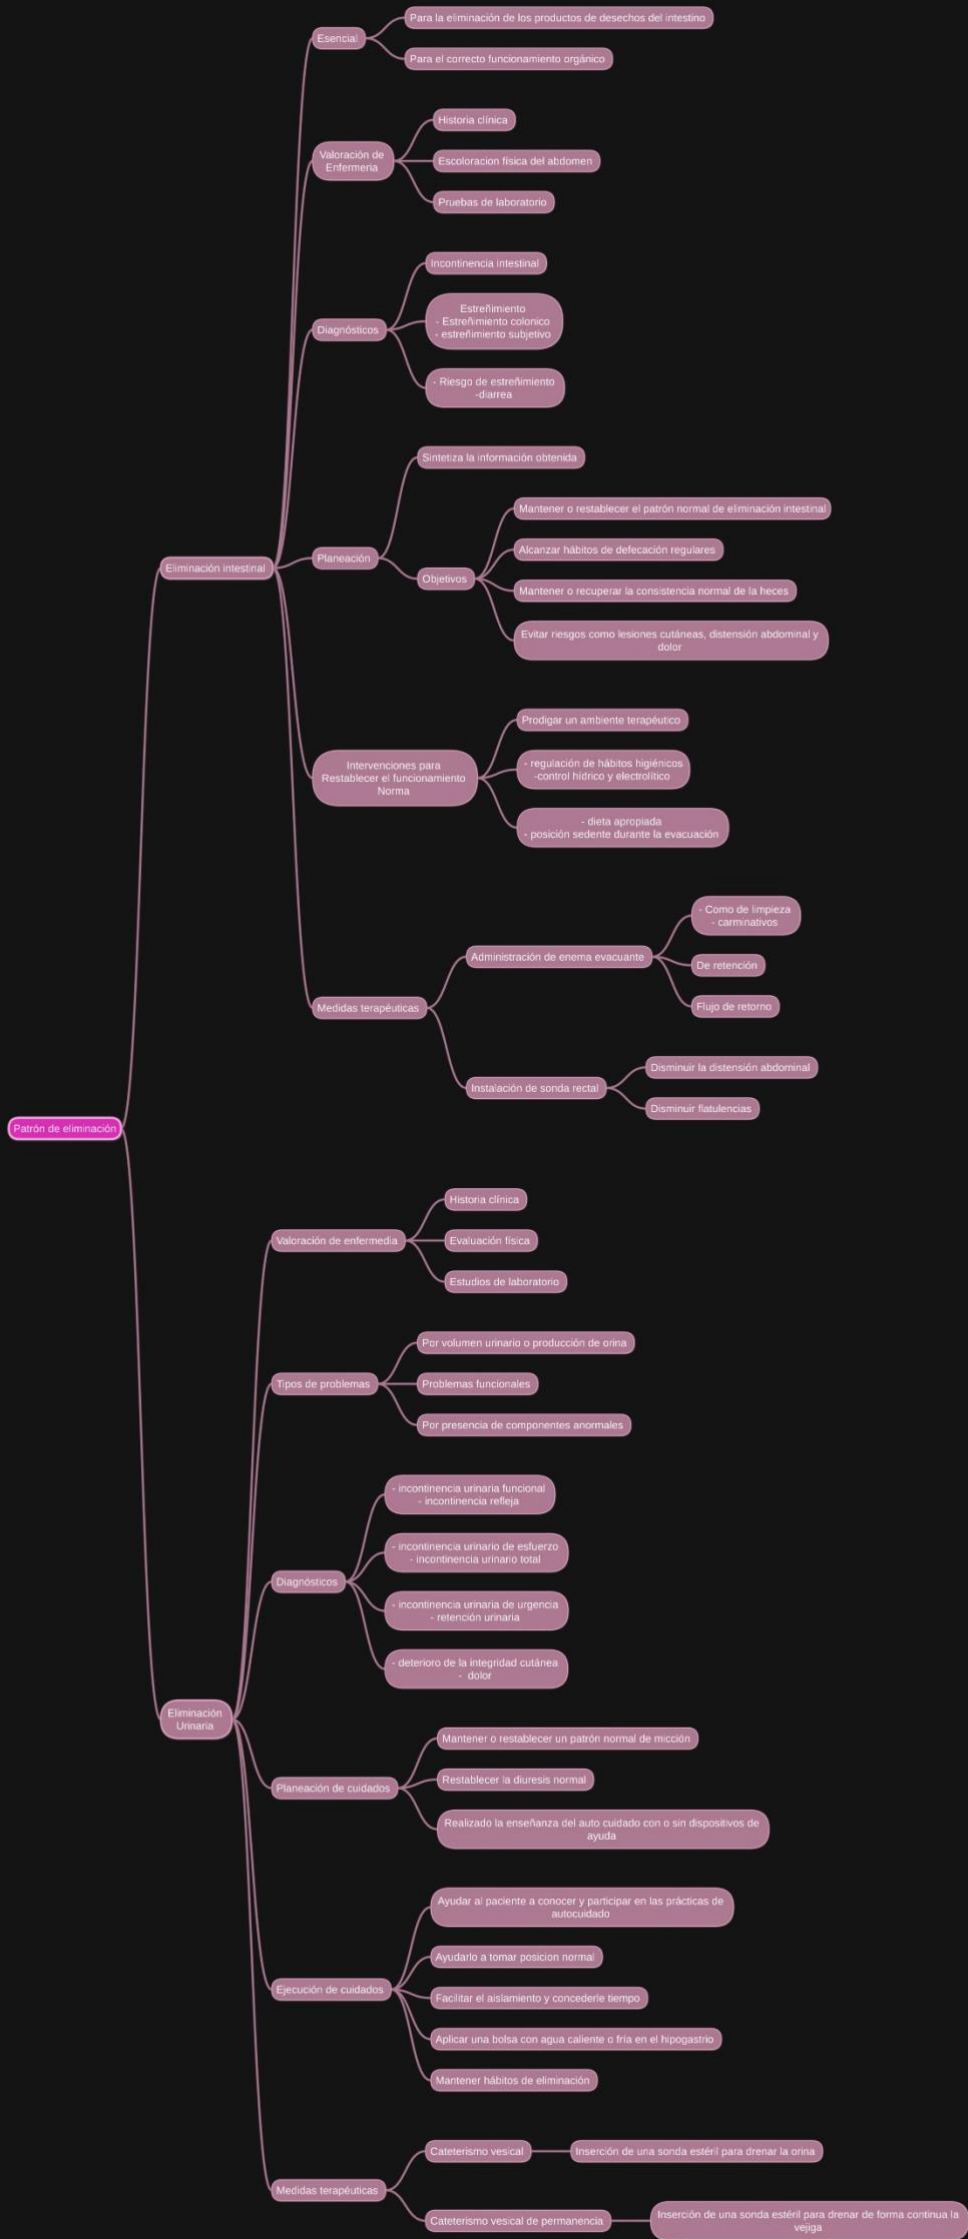 Patrón de eliminación
Eliminación intestinal
Esencial
Para la eliminación de los productos de desechos del intestino
Para el correcto funcionamiento orgánico
Valoración de
Enfermeria
Historia clínica
Escoloracion física del abdomen
Pruebas de laboratorio
Diagnósticos
Incontinencia intestinal
Estreñimiento
- Estreñimiento colonico
- estreñimiento subjetivo
- Riesgo de estreñimiento
-diarrea
Planeación
Sintetiza la información obtenida
Objetivos
Mantener o restablecer el patrón normal de eliminación intestinal
Alcanzar hábitos de defecación regulares
Mantener o recuperar la consistencia normal de la heces
Evitar riesgos como lesiones cutáneas, distensión abdominal y
dolor
Intervenciones para
Restablecer el funcionamiento
Norma
Prodigar un ambiente terapéutico
- regulación de hábitos higiénicos
-control hídrico y electrolítico
- dieta apropiada
- posición sedente durante la evacuación
Medidas terapéuticas
Administración de enema evacuante
- Como de limpieza
- carminativos
De retención
Flujo de retorno
Instalación de sonda rectal
Disminuir la distensión abdominal
Disminuir flatulencias
Eliminación
Urinaria
Valoración de enfermedia
Historia clínica
Evaluación física
Estudios de laboratorio
Tipos de problemas
Por volumen urinario o producción de orina
Problemas funcionales
Por presencia de componentes anormales
Diagnósticos
- incontinencia urinaria funcional
- incontinencia refleja
- incontinencia urinario de esfuerzo
- incontinencia urinario total
- incontinencia urinaria de urgencia
- retención urinaria
- deterioro de la integridad cutánea
- dolor
Planeación de cuidados
Mantener o restablecer un patrón normal de micción
Restablecer la diuresis normal
Realizado la enseñanza del auto cuidado con o sin dispositivos de
ayuda
Ejecución de cuidados
Ayudar al paciente a conocer y participar en las prácticas de
autocuidado
Ayudarlo a tomar posicion normal
Facilitar el aislamiento y concederle tiempo
Aplicar una bolsa con agua caliente o fría en el hipogastrio
Mantener hábitos de eliminación
Medidas terapéuticas
Cateterismo vesical
Inserción de una sonda estéril para drenar la orina
Cateterismo vesical de permanencia
Inserción de una sonda estéril para drenar de forma continua la
vejiga